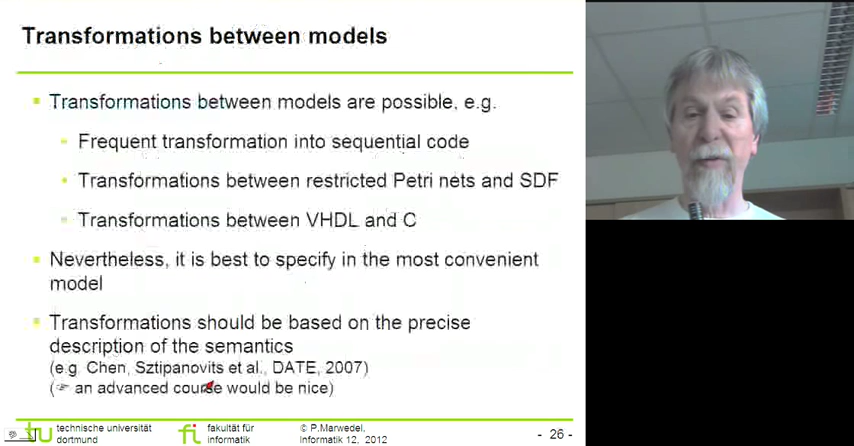 Transformations between models
Transformations between models are possible, e.g.
Frequent transformation into sequential code
Transformations between restricted Petri nets and SDF
Transformations between VHDL and C
Nevertheless, it is best to specify in the most convenient
model
Transformations should be based on the precise
description of the semantics
(e.g. Chen, Sztipanovits et al., DATE, 2007)
(☞ an advanced course would be nice)
tu
technische universität
dortmund
fi
fakultät für
informatik
© P.Marwedel,
Informatik 12, 2012
- 26 -